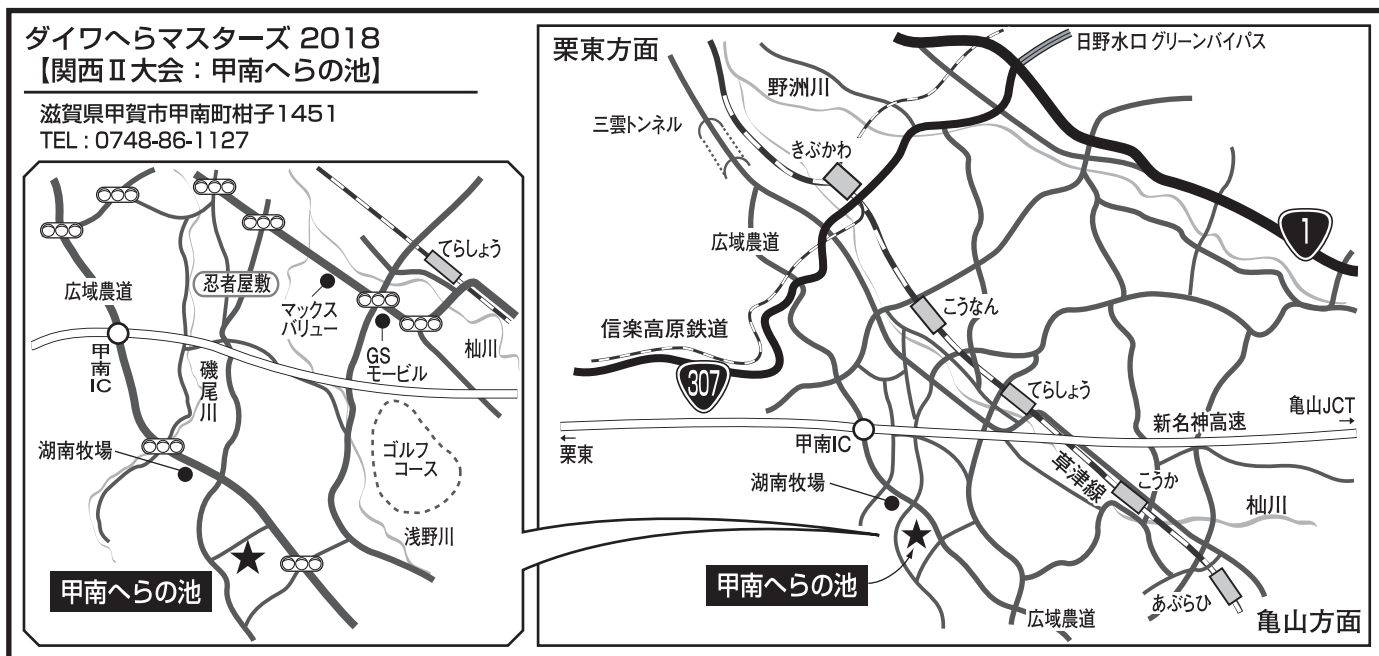 ダイワへらマスターズ 2018
【関西Ⅱ大会：甲南へらの池】
滋賀県甲賀市甲南町柑子1451
TEL : 0748-86-1127
てらしょう
広域農道
忍者屋敷
マックス
バリュー
甲南IC
磯尾川
GS
モービル
杣川
湖南牧場
ゴルフ
コース
浅野川
甲南へらの池
栗東方面
日野水口 グリーンバイパス
野洲川
三雲トンネル
きぶかわ
広域農道
1
こうなん
信楽高原鉄道
307
てらしょう
亀山JCT
→
新名神高速
←
栗東
甲南IC
湖南牧場
草津線
こうか
杣川
甲南へらの池
あぶらひ
広域農道
亀山方面